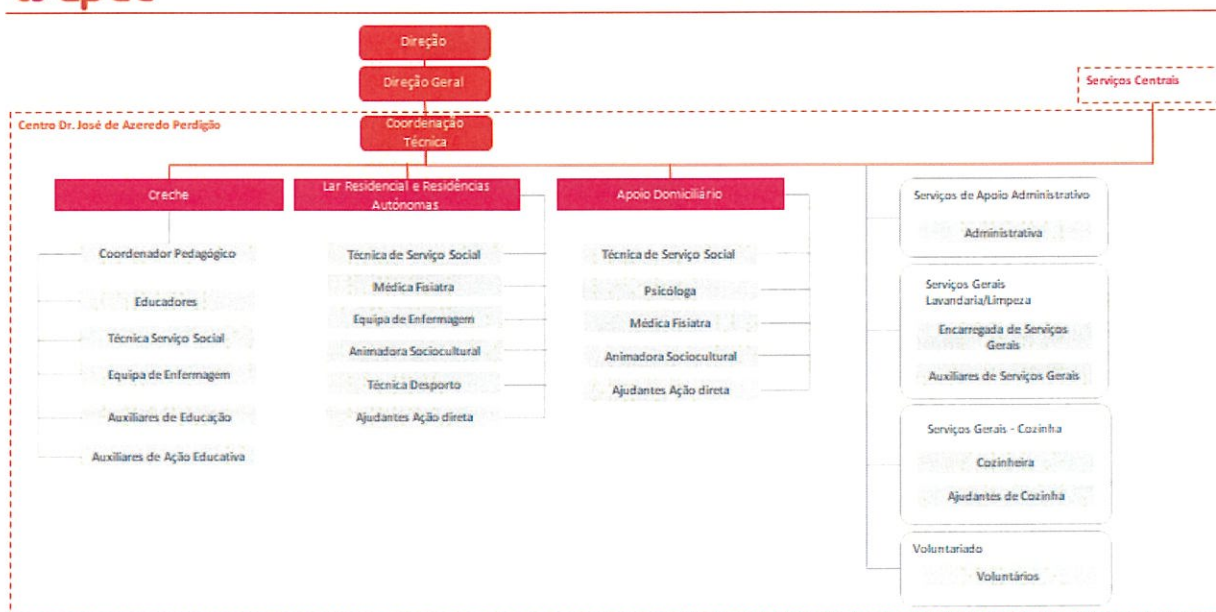 Direção
Direção Geral
Serviços Centrais
Centro Dr. José de Azeredo Perdigão
Coordenação
Técnica
Creche
Lar Residencial e Residências
Autónomas
Apoio Domiciliário
Coordenador Pedagógico
Educadores
Técnica Serviço Social
Equipa de Enfermagem
Auxiliares de Educação
Auxiliares de Ação Educativa
Técnica de Serviço Social
Médica Fisiatra
Equipa de Enfermagem
Animadora Sociocultural
Técnica Desporto
Ajudantes Ação direta
Técnica de Serviço Social
Psicóloga
Médica Fisiatra
Animadora Sociocultural
Ajudantes Ação direta
Serviços de Apoio Administrativo
Administrativa
Serviços Gerais
Lavandaria/Limpeza
Encarregada de Serviços
Gerais
Auxiliares de Serviços Gerais
Serviços Gerais - Cozinha
Cozinheira
Ajudantes de Cozinha
Voluntariado
Voluntários